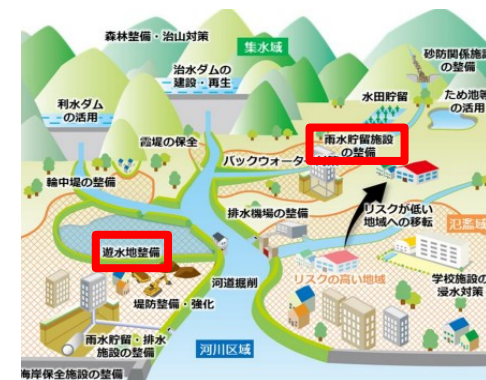 森林整備・治山対策
集水域
砂防関係施設
の整備
治水ダムの
建設・再生
水田貯留
ため池等
の活用
利水ダム
の活用
雨水貯留施設
の整備
霞堤の保全
バックウォーター
輪中堤の整備
排水機場の整備
リスクが低い
地域への移転
氾濫域
遊水地整備
リスクの高い地域
学校施設の
浸水対策
河道掘削
堤防整備・強化
雨水貯留・排水
施設の整備
河川区域
海岸保全施設の整備